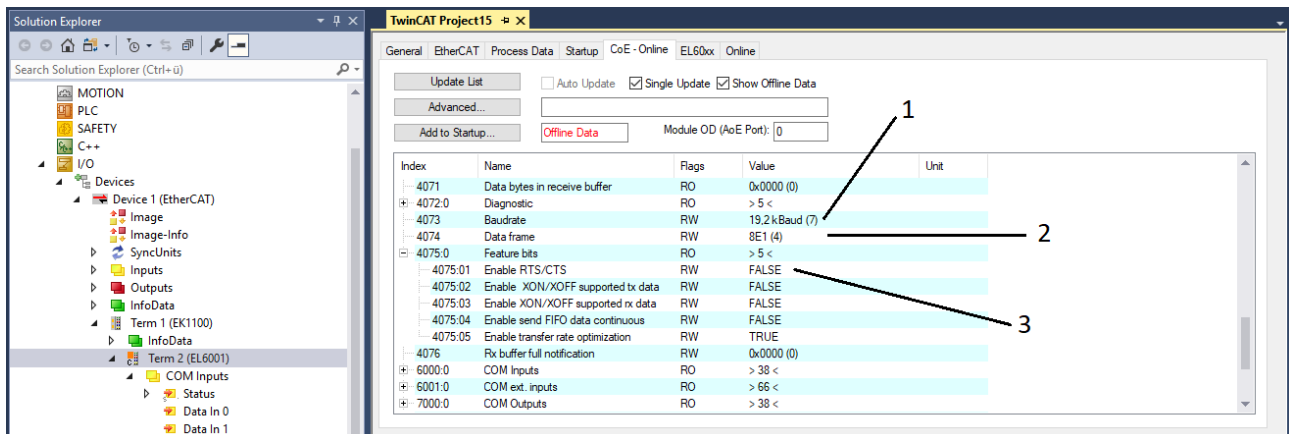 Solution Explorer
Search Solution Explorer (Ctrl+ü)
MOTION
PLC
SAFETY
C++
I/O
Devices
Device 1 (EtherCAT)
Image
Image-Info
SyncUnits
Inputs
Outputs
InfoData
Term 1 (EK1100)
InfoData
Term 2 (EL6001)
COM Inputs
Status
Data In 0
Data In 1
TwinCAT Project15
General EtherCAT Process Data Startup CoE - Online EL60xx Online
Update List Auto Update Single Update Show Offline Data
Advanced...
Add to Startup... Offline Data Module OD (AoE Port): 0
1
Index Name Flags Value Unit
4071 Data bytes in receive buffer RO 0x0000 (0)
4072:0 Diagnostic RO > 5 <
4073 Baudrate RW 19,2 kBaud (7)
4074 Data frame RW 8E1 (4)
2
4075:0 Feature bits RO > 5 <
4075:01 Enable RTS/CTS RW FALSE
4075:02 Enable XON/XOFF supported tx data RW FALSE
4075:03 Enable XON/XOFF supported rx data RW FALSE
4075:04 Enable send FIFO data continuous RW FALSE
3
4075:05 Enable transfer rate optimization RW TRUE
4076 Rx buffer full notification RW 0x0000 (0)
6000:0 COM Inputs RO > 38 <
6001:0 COM ext. inputs RO > 66 <
7000:0 COM Outputs RO > 38 <